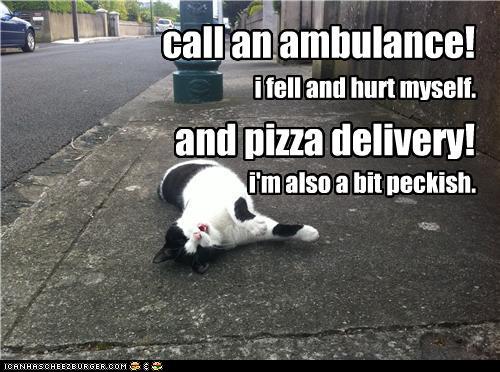 call an ambulance!
i fell and hurt myself.
and pizza delivery!
i'm also a bit peckish.
ICANHASCHEEZBURGER.COM